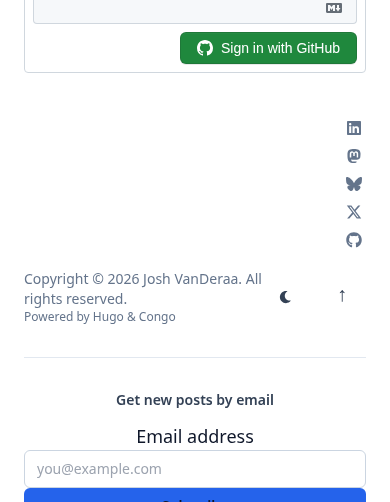 Sign in with GitHub
Copyright © 2026 Josh VanDeraa. All
rights reserved.
Powered by Hugo & Congo
↑
Get new posts by email
Email address
you@example.com